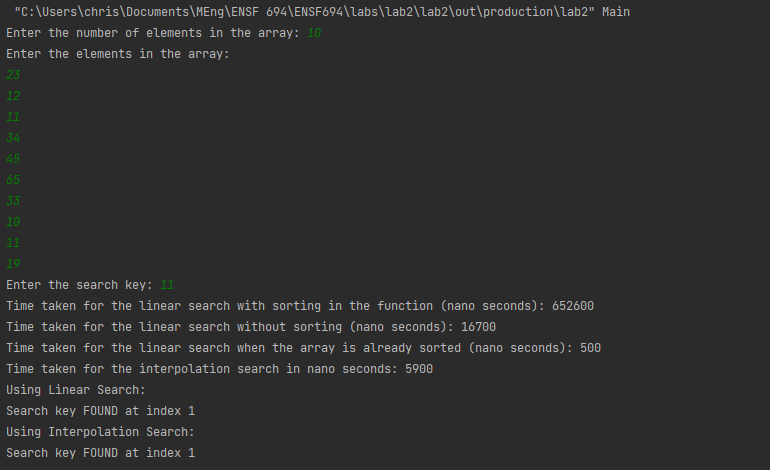 "C:\Users\chris\Documents\MEng\ENSF 694\ENSF694\labs\lab2\lab2\out\production\lab2" Main
Enter the number of elements in the array: 10
Enter the elements in the array:
23
12
11
34
45
65
33
10
11
19
Enter the search key: 11
Time taken for the linear search with sorting in the function (nano seconds): 652600
Time taken for the linear search without sorting (nano seconds): 16700
Time taken for the linear search when the array is already sorted (nano seconds): 500
Time taken for the interpolation search in nano seconds: 5900
Using Linear Search:
Search key FOUND at index 1
Using Interpolation Search:
Search key FOUND at index 1